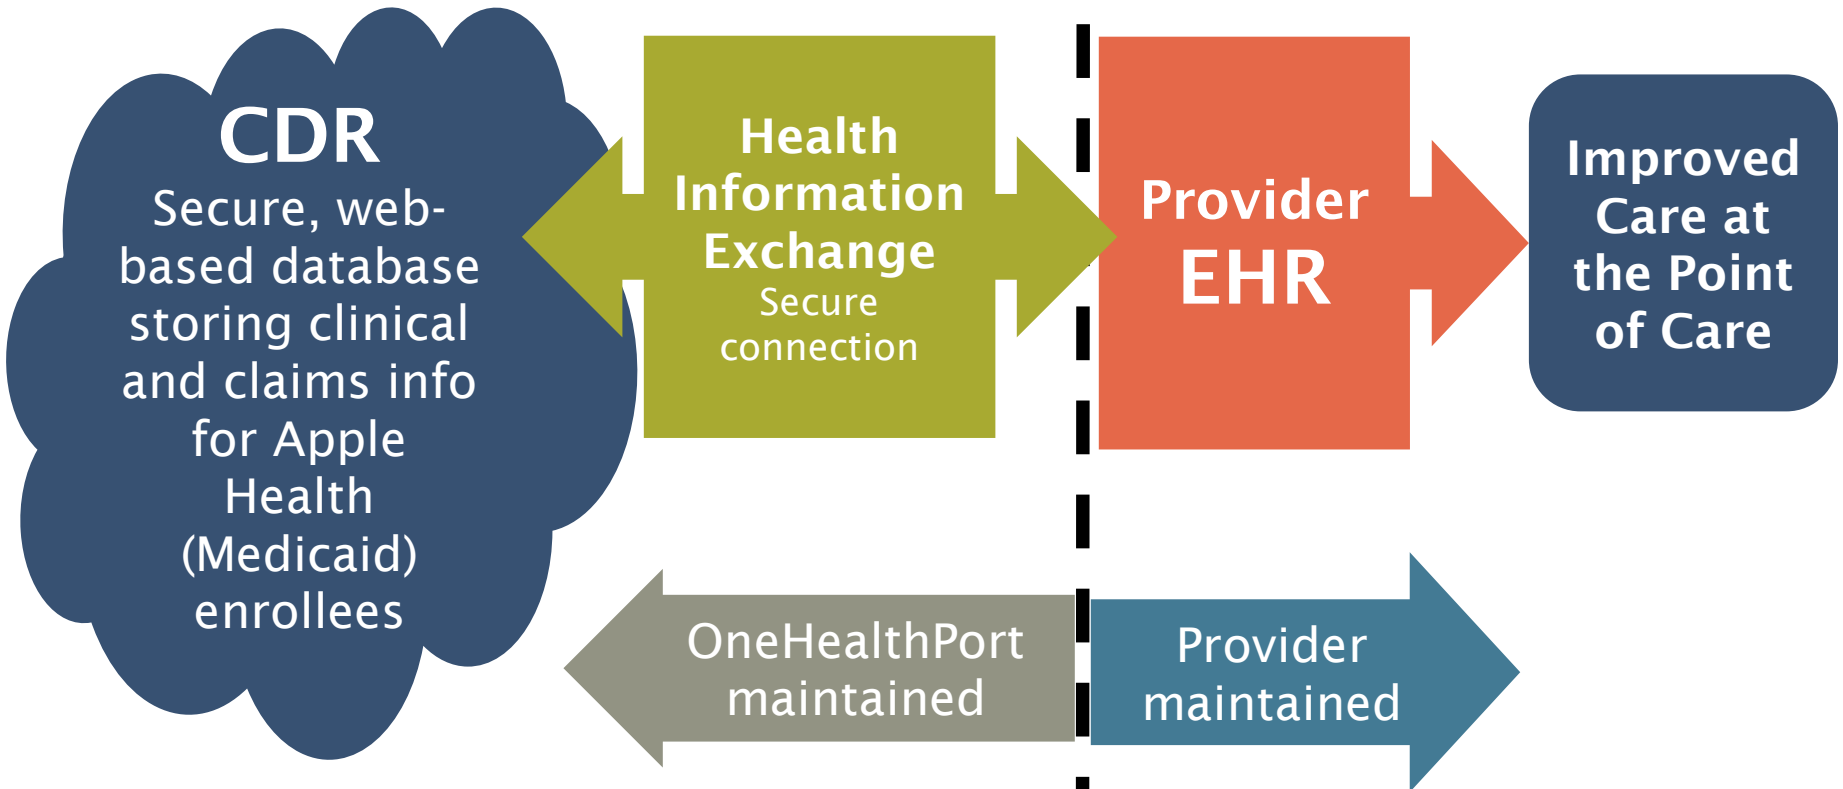 CDR
Secure, web-
based database
storing clinical
and claims info
for Apple
Health
(Medicaid)
enrollees
Health
Information
Exchange
Secure
connection
Provider
EHR
Improved
Care at
the Point
of Care
OneHealthPort
maintained
Provider
maintained